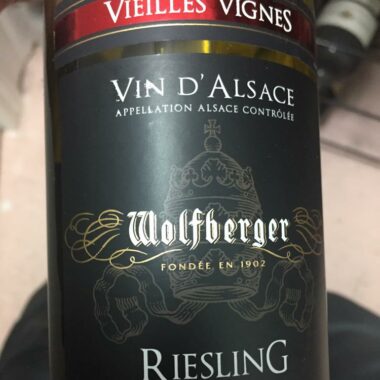 VIEILLES VIGNES
VIN D'ALSACE
APPELLATION ALSACE CONTRÔLÉE
Wolfberger
FONDÉE EN 1902
RIESLING